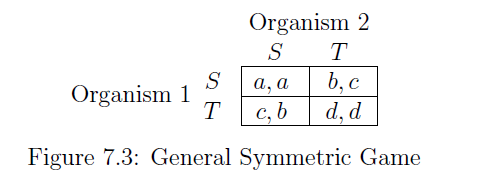 Organism 2
S T
Organism 1
S a, a b, c
T c, b d, d
Figure 7.3: General Symmetric Game